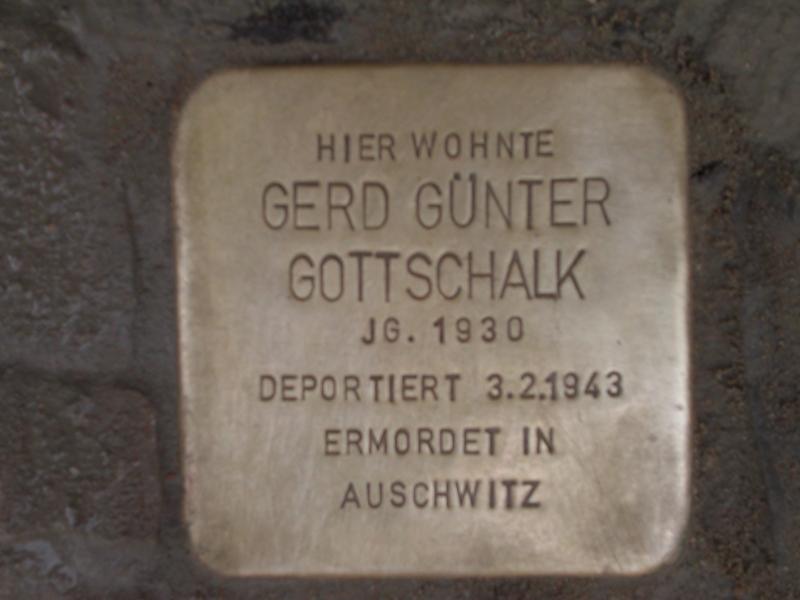 HIER WOHNTE
GERD GÜNTER
GOTTSCHALK
JG. 1930
DEPORTIERT 3.2.1943
ERMORDET IN
AUSCHWITZ